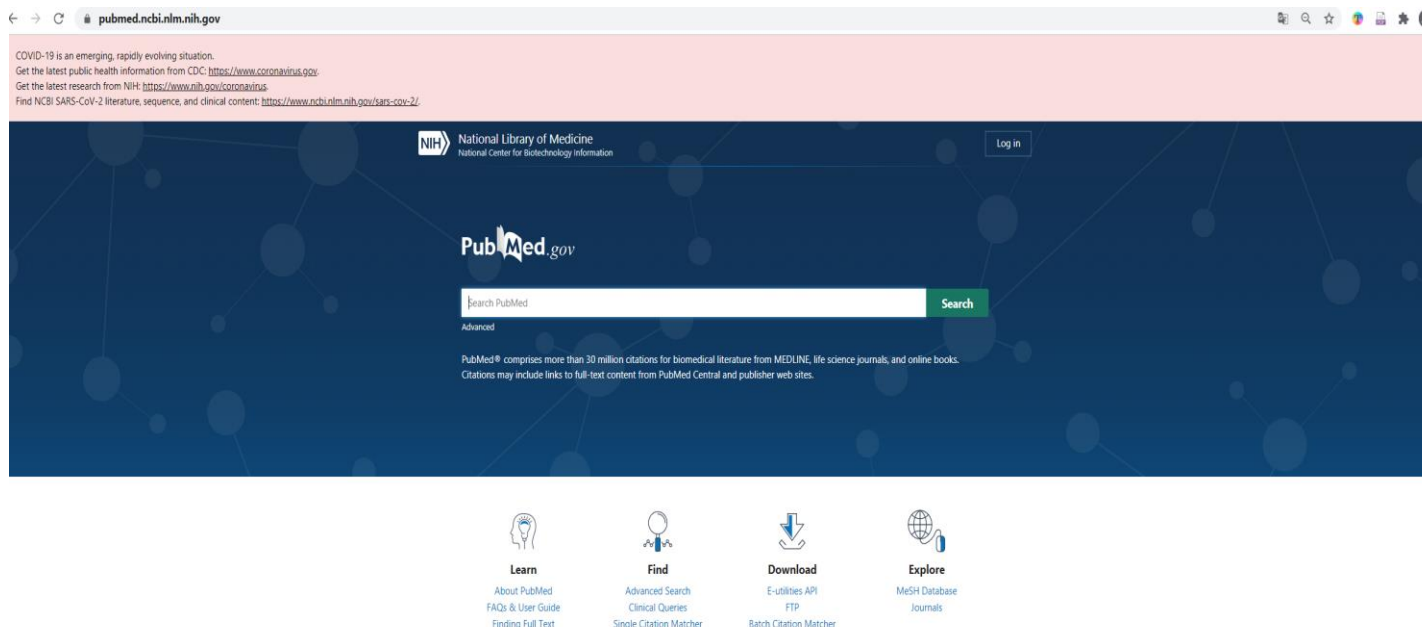 pubmed.ncbi.nlm.nih.gov
COVID-19 is an emerging, rapidly evolving situation.
Get the latest public health information from CDC: https://www.coronavirus.gov.
Get the latest research from NIH: https://www.nih.gov/coronavirus.
Find NCBI SARS-CoV-2 literature, sequence, and clinical content: https://www.ncbi.nlm.nih.gov/sars-cov-2/.
NIH National Library of Medicine
National Center for Biotechnology Information
Log in
PubMed.gov
Search PubMed
Search
Advanced
PubMed® comprises more than 30 million citations for biomedical literature from MEDLINE, life science journals, and online books.
Citations may include links to full-text content from PubMed Central and publisher web sites.
Learn Find Download Explore
About PubMed Advanced Search E-utilities API MeSH Database
FAQs & User Guide Clinical Queries FTP Journals
Finding Full Text Single Citation Matcher Batch Citation Matcher